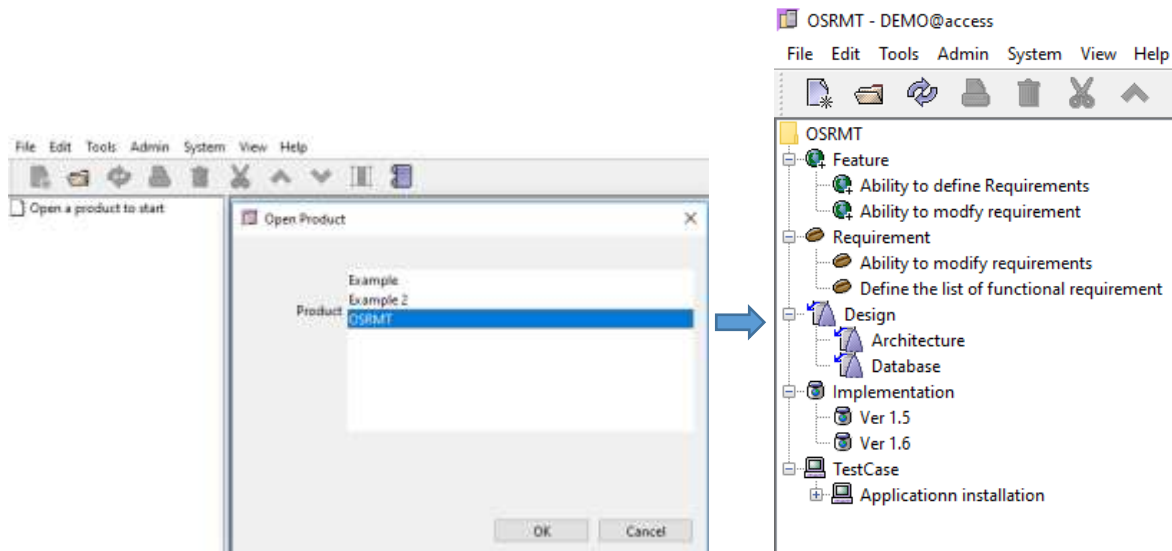 File Edit Tools Admin System View Help
Open a product to start
Open Product
Example
Example 2
Product
OSRMT
OK Cancel
OSRMT - DEMO@access
File Edit Tools Admin System View Help
OSRMT
Feature
Ability to define Requirements
Ability to modfy requirement
Requirement
Ability to modify requirements
Define the list of functional requirement
Design
Architecture
Database
Implementation
Ver 1.5
Ver 1.6
TestCase
Applicationn installation